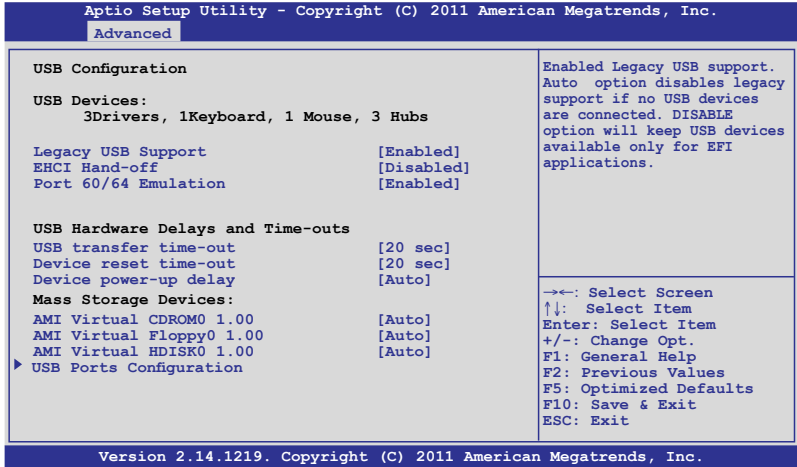 Aptio Setup Utility - Copyright (C) 2011 American Megatrends, Inc.
Advanced
USB Configuration
USB Devices:
3Drivers, 1Keyboard, 1 Mouse, 3 Hubs
Legacy USB Support [Enabled]
EHCI Hand-off [Disabled]
Port 60/64 Emulation [Enabled]
USB Hardware Delays and Time-outs
USB transfer time-out [20 sec]
Device reset time-out [20 sec]
Device power-up delay [Auto]
Mass Storage Devices:
AMI Virtual CDROM0 1.00 [Auto]
AMI Virtual Floppy0 1.00 [Auto]
AMI Virtual HDISK0 1.00 [Auto]
USB Ports Configuration
Enabled Legacy USB support.
Auto option disables legacy
support if no USB devices
are connected. DISABLE
option will keep USB devices
available only for EFI
applications.
→←: Select Screen
↑↓: Select Item
Enter: Select Item
+/-: Change Opt.
F1: General Help
F2: Previous Values
F5: Optimized Defaults
F10: Save & Exit
ESC: Exit
Version 2.14.1219. Copyright (C) 2011 American Megatrends, Inc.